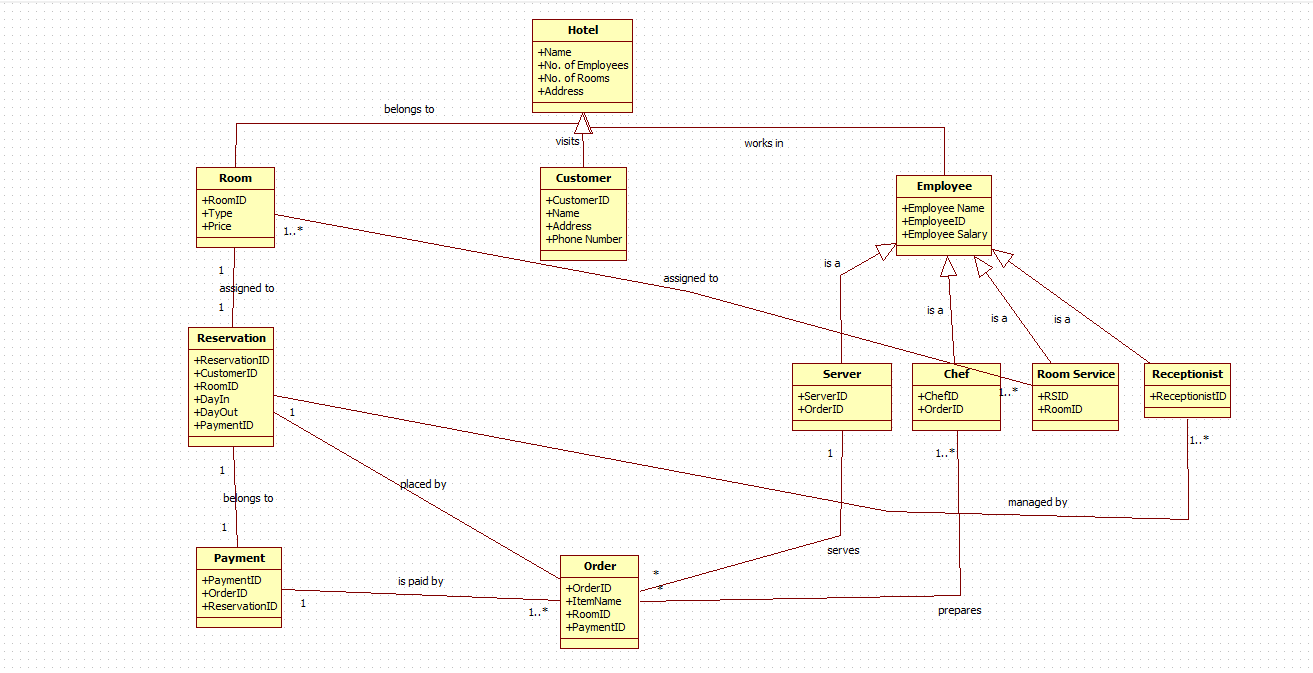 Hotel
+Name
+No. of Employees
+No. of Rooms
+Address
belongs to
visits
works in
Room
+RoomID
+Type
+Price
Customer
+CustomerID
+Name
+Address
+Phone Number
Employee
+Employee Name
+EmployeeID
+Employee Salary
1..*
is a
is a
is a
is a
1
assigned to
1
assigned to
Reservation
+ReservationID
+CustomerID
+RoomID
+DayIn
+DayOut
+PaymentID
Server
+ServerID
+OrderID
Chef
+ChefID
+OrderID
1..*
Room Service
+RSID
+RoomID
Receptionist
+ReceptionistID
1
1..*
1
1..*
1
belongs to
1
placed by
managed by
serves
Payment
+PaymentID
+OrderID
+ReservationID
is paid by
1
1..*
Order
+OrderID
+ItemName
+RoomID
+PaymentID
*
*
prepares